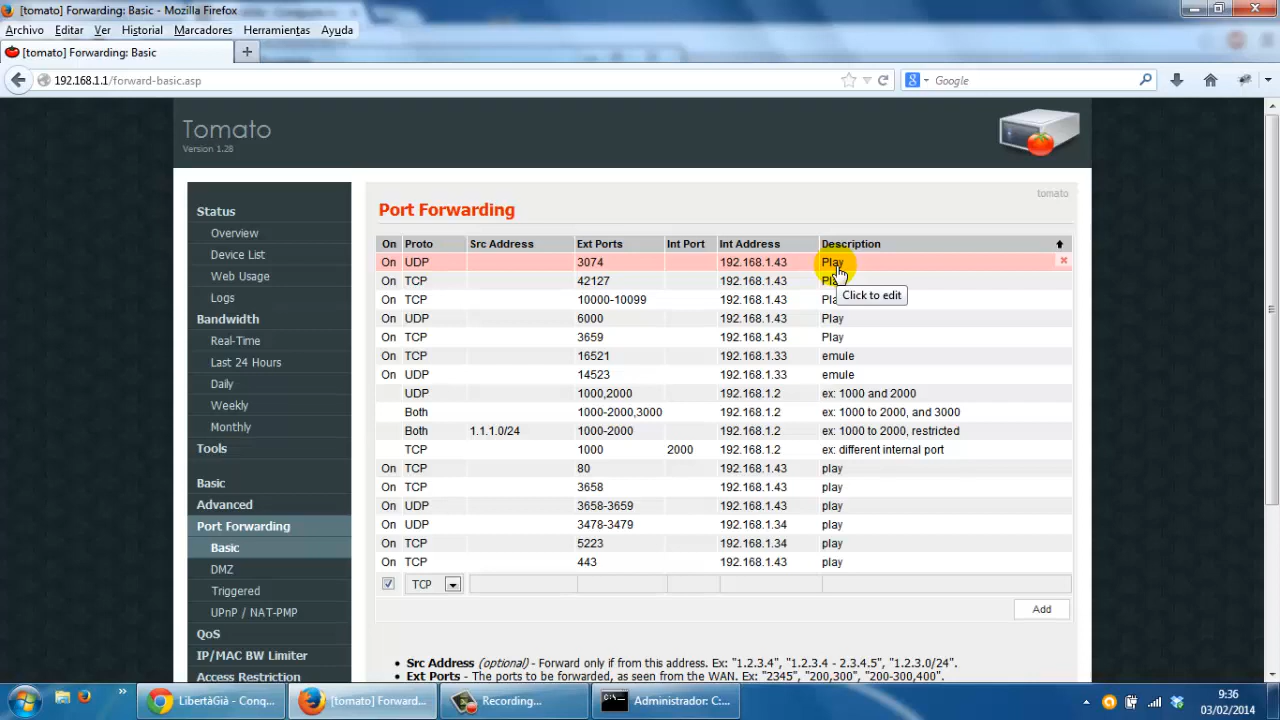 [tomato] Forwarding: Basic - Mozilla Firefox
Archivo Editar Ver Historial Marcadores Herramientas Ayuda
[tomato] Forwarding: Basic
192.168.1.1/forward-basic.asp
Google
Tomato
Version 1.28
tomato
Status
Overview
Device List
Web Usage
Logs
Bandwidth
Real-Time
Last 24 Hours
Daily
Weekly
Monthly
Tools
Basic
Advanced
Port Forwarding
Basic
DMZ
Triggered
UPnP / NAT-PMP
QoS
IP/MAC BW Limiter
Access Restriction
Port Forwarding
On Proto Src Address Ext Ports Int Port Int Address Description
On UDP 3074 192.168.1.43 Play
On TCP 42127 192.168.1.43
Click to edit
On TCP 10000-10099 192.168.1.43
On UDP 6000 192.168.1.43 Play
On TCP 3659 192.168.1.43 Play
On TCP 16521 192.168.1.33 emule
On UDP 14523 192.168.1.33 emule
UDP 1000,2000 192.168.1.2 ex: 1000 and 2000
Both 1000-2000,3000 192.168.1.2 ex: 1000 to 2000, and 3000
Both 1.1.1.0/24 1000-2000 192.168.1.2 ex: 1000 to 2000, restricted
TCP 1000 2000 192.168.1.2 ex: different internal port
On TCP 80 192.168.1.43 play
On TCP 3658 192.168.1.43 play
On UDP 3658-3659 192.168.1.43 play
On UDP 3478-3479 192.168.1.34 play
On TCP 5223 192.168.1.34 play
On TCP 443 192.168.1.43 play
TCP
Add
• Src Address (optional) - Forward only if from this address. Ex: "1.2.3.4", "1.2.3.4 - 2.3.4.5", "1.2.3.0/24".
• Ext Ports - The ports to be forwarded, as seen from the WAN. Ex: "2345", "200,300", "200-300,400".
LibertàGià - Conq...
[tomato] Forward...
Recording...
Administrador: C:...
9:36
03/02/2014